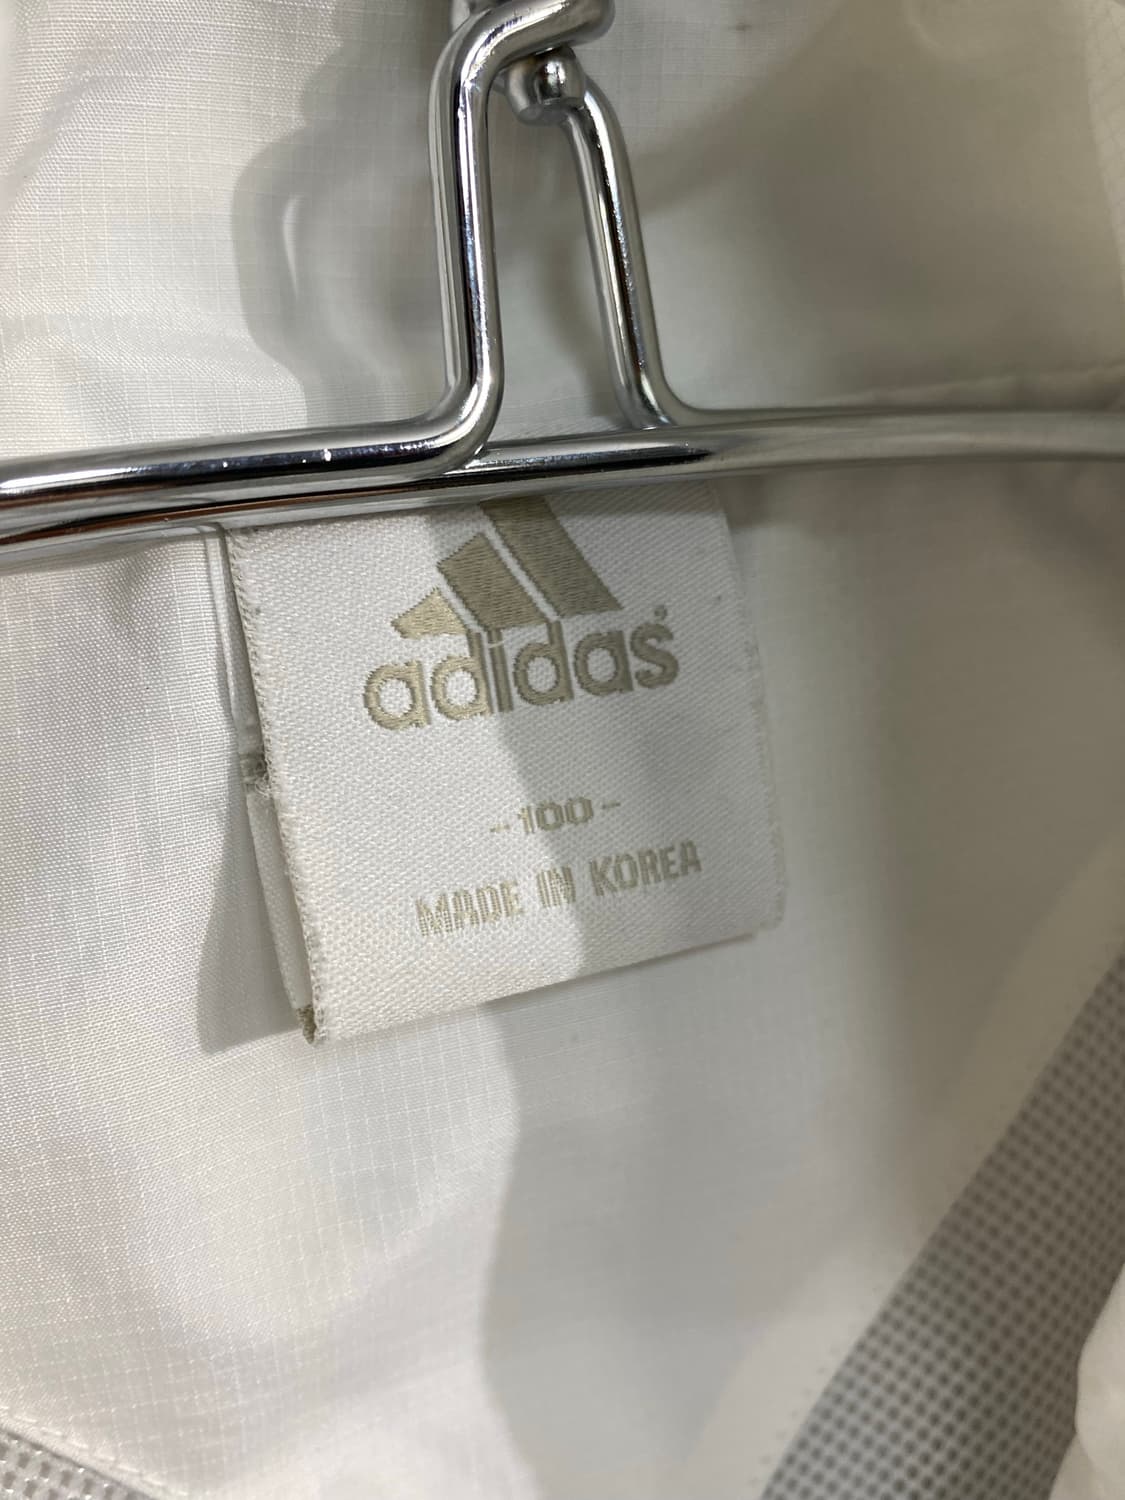 adidas®
-100-
MADE IN KOREA